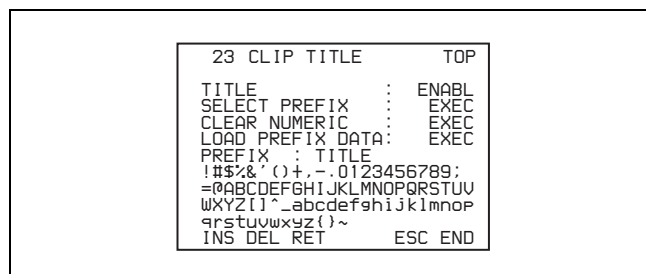 23 CLIP TITLE TOP
TITLE : ENABL
SELECT PREFIX : EXEC
CLEAR NUMERIC : EXEC
LOAD PREFIX DATA: EXEC
PREFIX : TITLE
!#$%&'()+,-.0123456789;
=@ABCDEFGHIJKLMNOPQRSTUV
WXYZ[]^_abcdefghijklmnop
qrstuvwxyz{}~
INS DEL RET ESC END